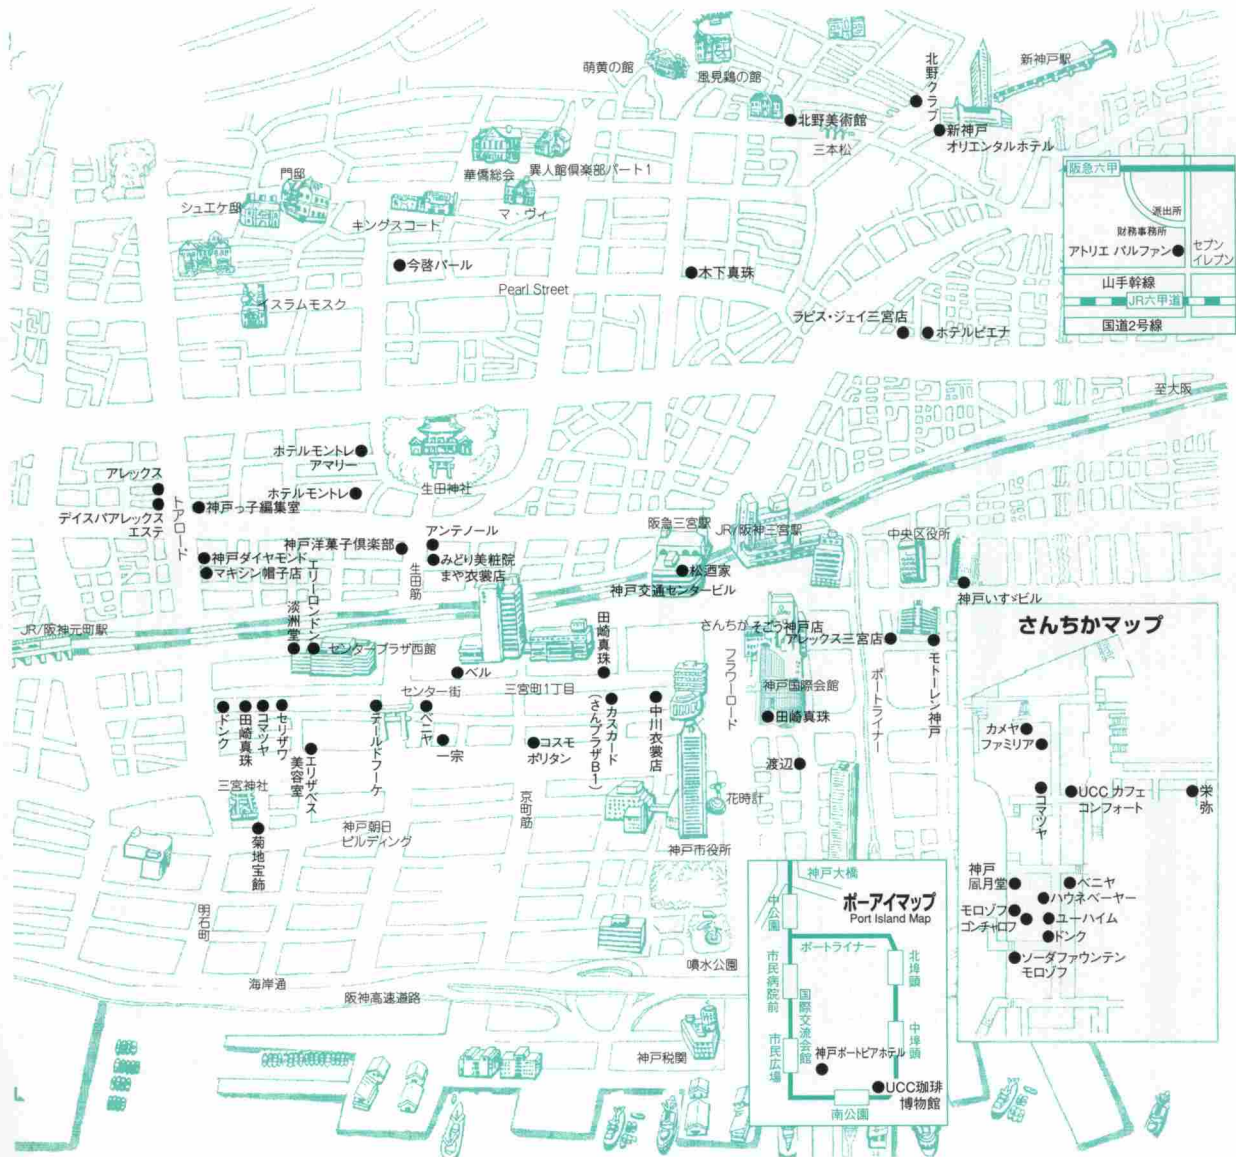 萌黄の館
風見鶏の館
北野クラブ
新神戸駅
北野美術館
三本松
新神戸
オリエンタルホテル
門邸
華僑総会
異人館倶楽部パート1
シュエケ邸
キングスコート
マ・ヴィ
今啓パール
木下真珠
Pearl Street
イスラムモスク
ラピス・ジェイ三宮店
ホテルピエナ
阪急六甲
派出所
財務事務所
アトリエ パルファン
セブン
イレブン
山手幹線
JR六甲道
国道2号線
至大阪
ホテルモントレ
アマリー
アレックス
ホテルモントレ
生田神社
デイスパアレックス
エステ
トアロード
神戸っ子編集室
阪急三宮駅
JR/阪神三宮駅
アンテノール
神戸洋菓子倶楽部
みどり美粧院
まや衣裳店
生田筋
神戸ダイヤモンド
マキシン帽子店
エリーロンドン
淡洲堂
松酒家
神戸交通センタービル
中央区役所
神戸いすゞビル
JR/阪神元町駅
センタープラザ西館
田崎真珠
さんちか
そごう神戸店
アレックス三宮店
ベル
センター街
三宮町1丁目
フラワーロード
神戸国際会館
ポートライナー
モトーレン神戸
ドンク
田崎真珠
コマツヤ
セリザワ
エリザベス
美容室
テールドフーケ
ベニヤ
一宗
コスモ
ポリタン
カスカード
(さんプラザB1)
中川衣裳店
田崎真珠
渡辺
三宮神社
菊地宝飾
神戸朝日
ビルディング
京町筋
花時計
神戸市役所
明石町
海岸通
阪神高速道路
噴水公園
神戸税関
さんちかマップ
カメヤ
ファミリア
コマツヤ
UCCカフェ
コンフォート
栄弥
神戸
凮月堂
ベニヤ
ハウネベーヤー
モロゾフ
ゴンチャロフ
ユーハイム
ドンク
ソーダファウンテン
モロゾフ
神戸大橋
ポーアイマップ
Port Island Map
中公園
ポートライナー
市民病院前
国際交流会館
北埠頭
中埠頭
市民広場
神戸ポートピアホテル
UCC珈琲
博物館
南公園